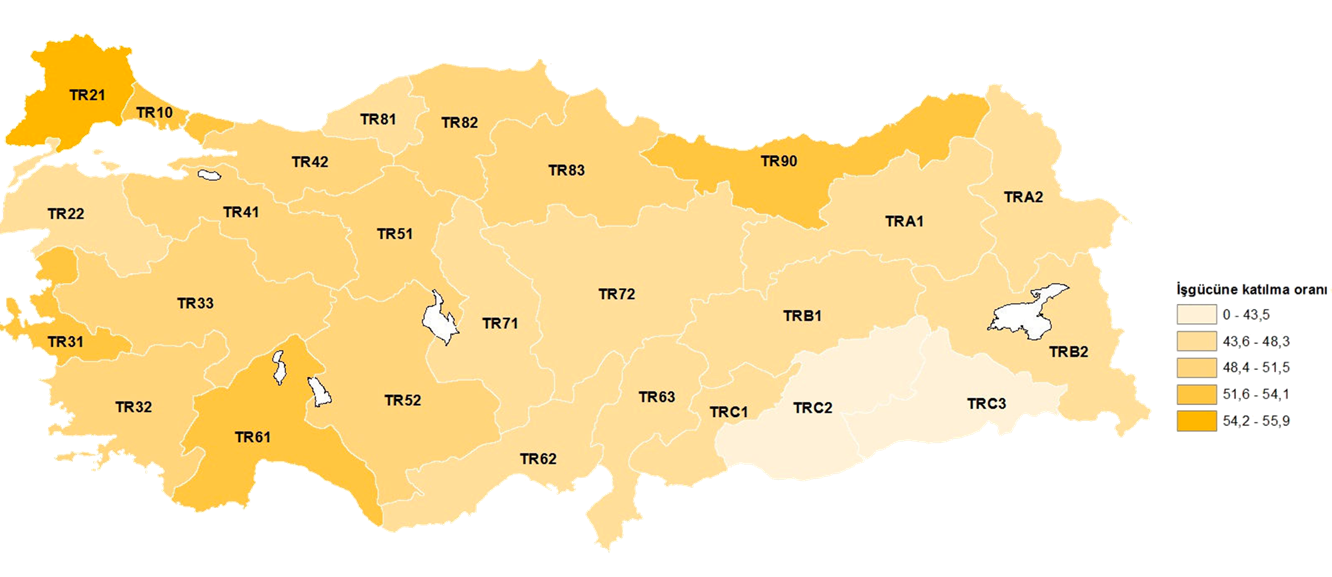 TR21
TR10
TR81
TR82
TR42
TR83
TR90
TR22
TR41
TR51
TRA1
TRA2
TR33
TR71
TR72
TRB1
TR31
TRB2
TR32
TR61
TR52
TR63
TRC1
TRC2
TRC3
TR62
İşgücüne katılma oranı
0 - 43,5
43,6 - 48,3
48,4 - 51,5
51,6 - 54,1
54,2 - 55,9